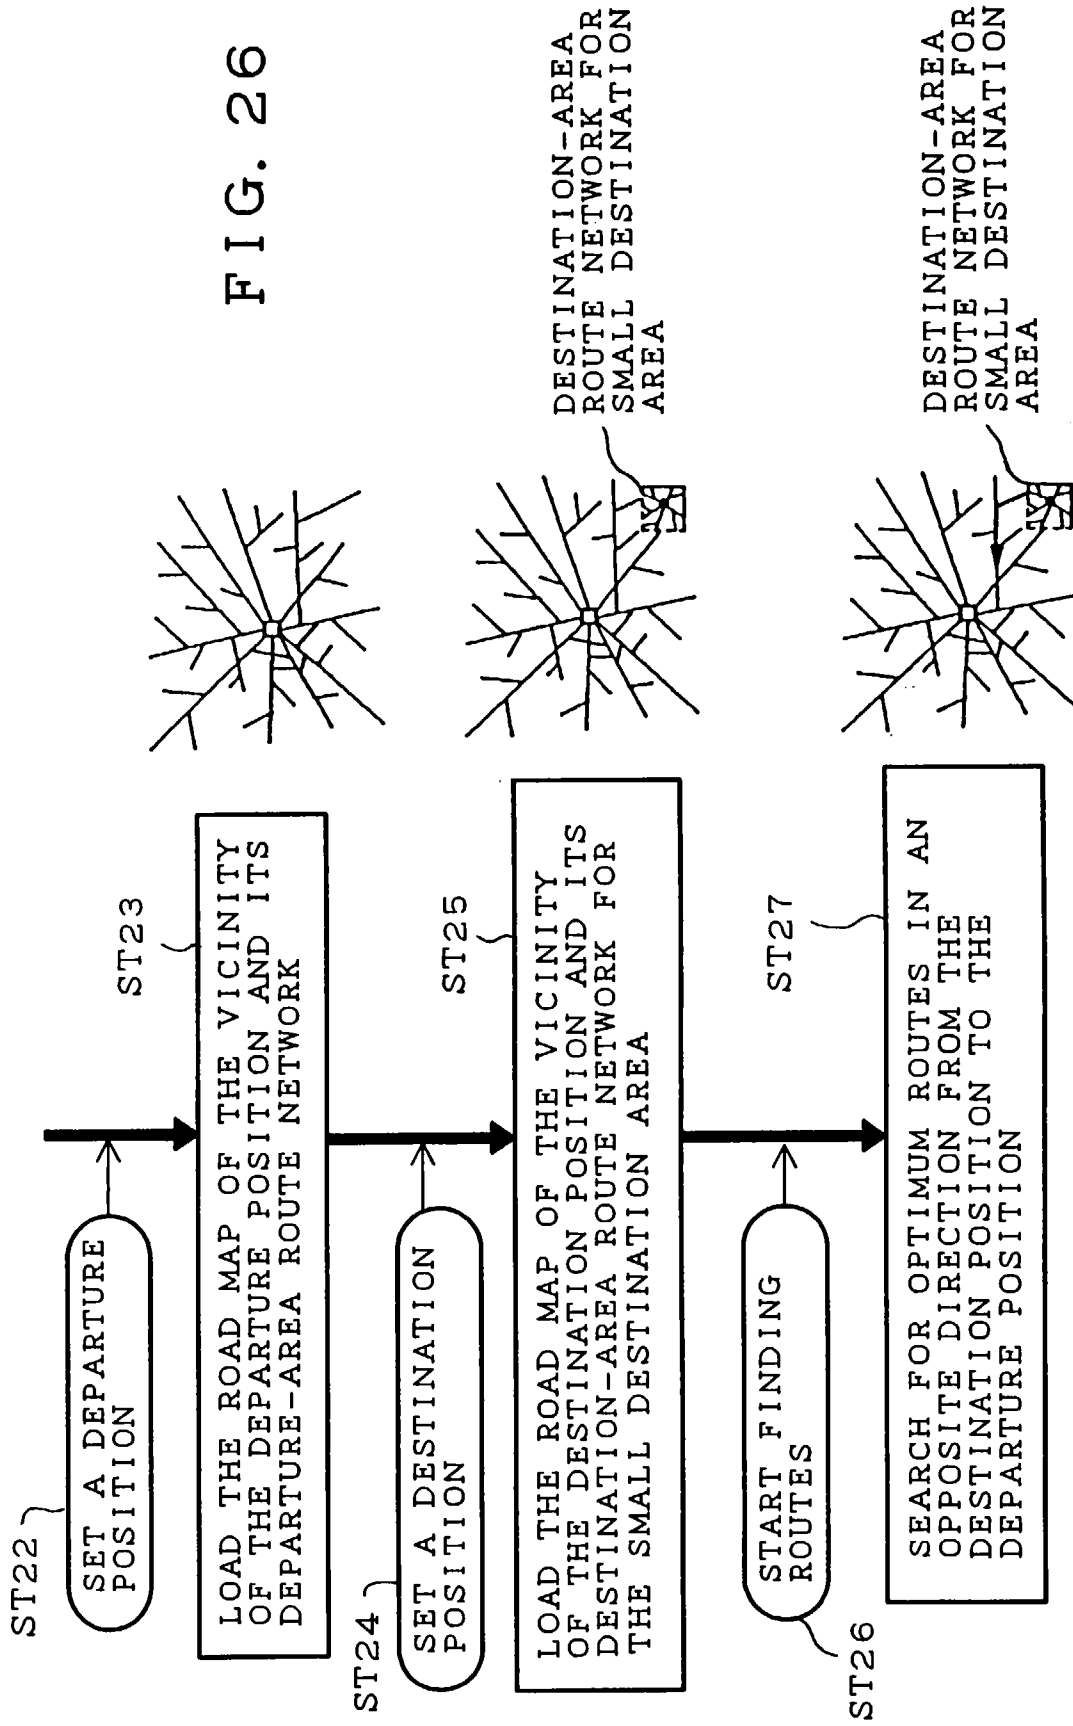 FIG. 26
ST22
SET A DEPARTURE
POSITION
ST23
LOAD THE ROAD MAP OF THE VICINITY
OF THE DEPARTURE POSITION AND ITS
DEPARTURE-AREA ROUTE NETWORK
ST24
SET A DESTINATION
POSITION
ST25
LOAD THE ROAD MAP OF THE VICINITY
OF THE DESTINATION POSITION AND ITS
DESTINATION-AREA ROUTE NETWORK FOR
THE SMALL DESTINATION AREA
DESTINATION-AREA
ROUTE NETWORK FOR
SMALL DESTINATION
AREA
ST26
START FINDING
ROUTES
ST27
SEARCH FOR OPTIMUM ROUTES IN AN
OPPOSITE DIRECTION FROM THE
DESTINATION POSITION TO THE
DEPARTURE POSITION
DESTINATION-AREA
ROUTE NETWORK FOR
SMALL DESTINATION
AREA